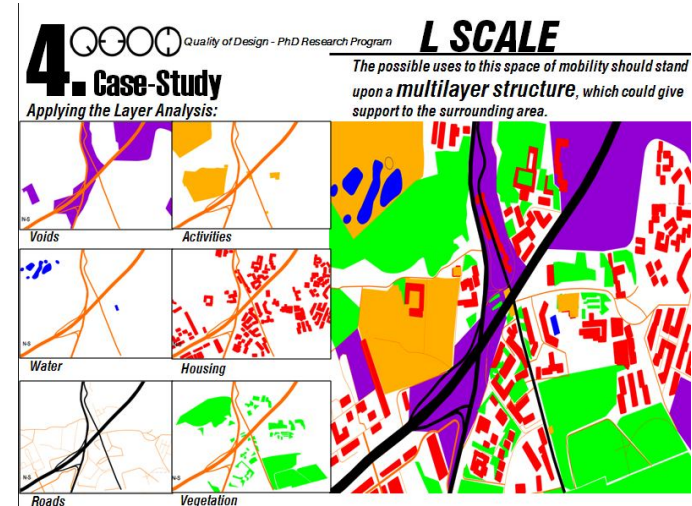 4. Quality of Design - PhD Research Program
Case-Study
L SCALE
The possible uses to this space of mobility should stand
upon a multilayer structure, which could give
support to the surrounding area.
Applying the Layer Analysis:
N-S
Voids
Activities
N-S
Water
Housing
N-S
N-S
Roads
Vegetation